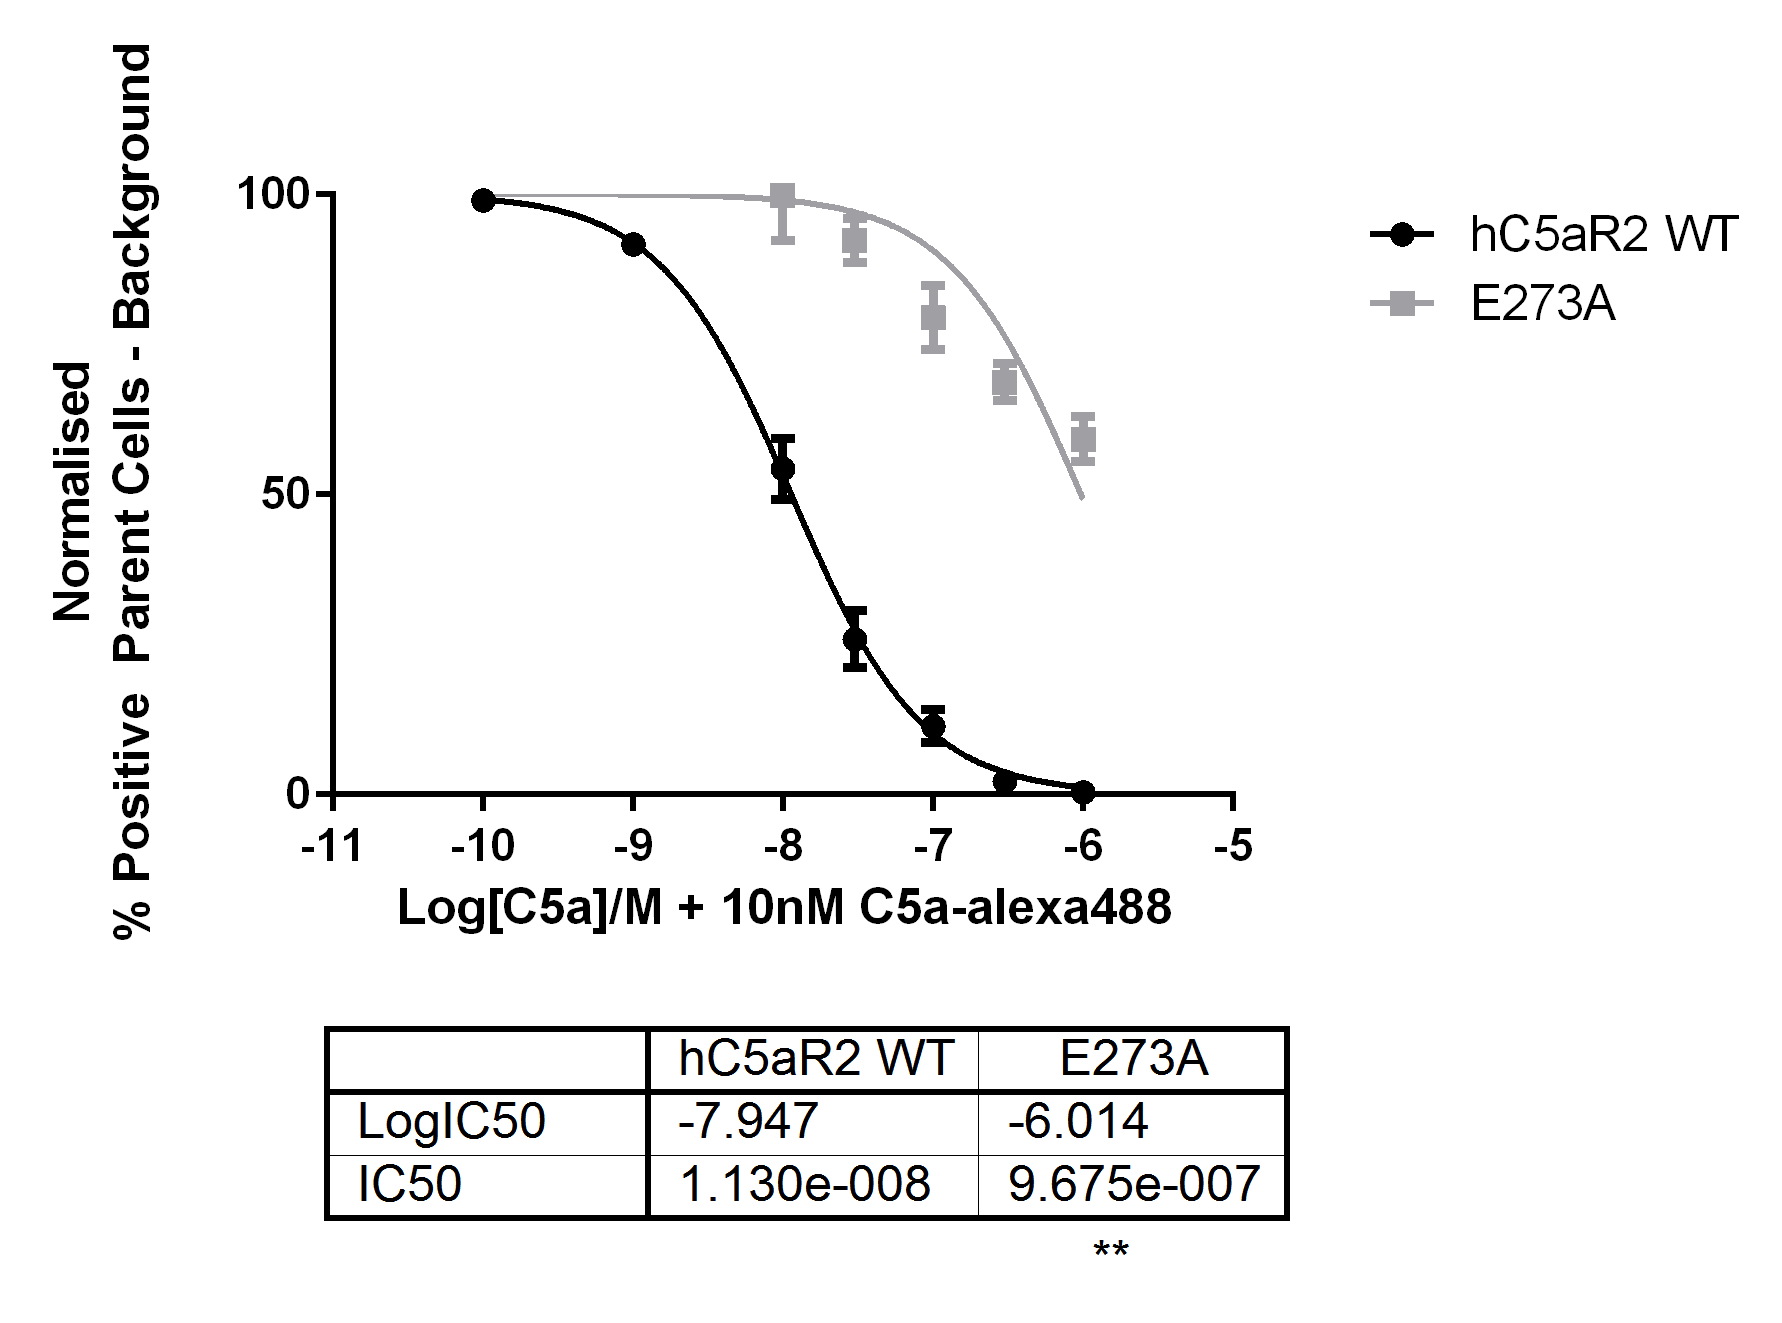 Normalised
% Positive Parent Cells - Background
100
50
0
-11 -10 -9 -8 -7 -6 -5
Log[C5a]/M + 10nM C5a-alexa488
hC5aR2 WT
E273A
hC5aR2 WT E273A
LogIC50 -7.947 -6.014
IC50 1.130e-008 9.675e-007
**